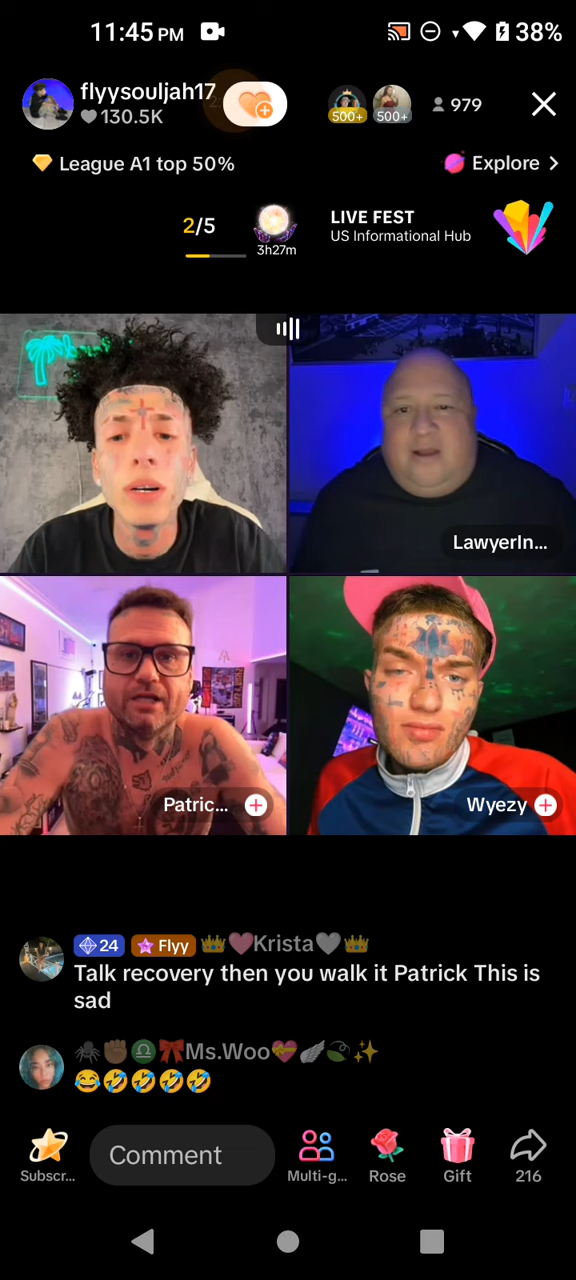 11:45 PM
38%
flyysouljah17
130.5K
500+
500+
979
League A1 top 50%
Explore >
2/5
3h27m
LIVE FEST
US Informational Hub
LawyerIn...
Patric...
Wyezy
24 Flyy 👑🩷Krista🩶👑
Talk recovery then you walk it Patrick This is
sad
🕷️✊🏽♎🎀Ms.Woo💝🪽🍃✨
😂🤣🤣🤣🤣
Subscr...
Comment
Multi-g...
Rose
Gift
216